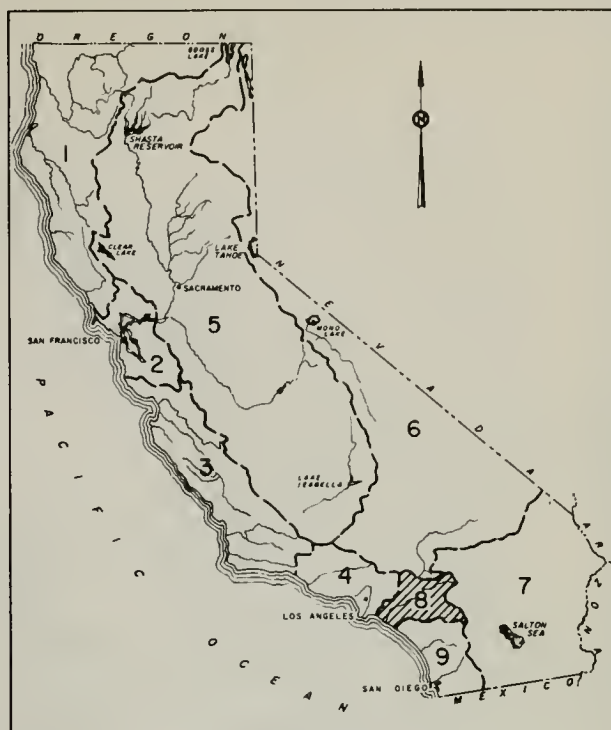 OREGON
GOOSE
LAKE
SHASTA
RESERVOIR
1
CLEAR
LAKE
LAKE
TAHOE
SACRAMENTO
5
NEVADA
MONO
LAKE
SAN FRANCISCO
2
PACIFIC
OCEAN
6
3
LAKE
ISABELLA
ARIZONA
4
8
7
LOS ANGELES
SALTON
SEA
9
SAN DIEGO
MEXICO
N